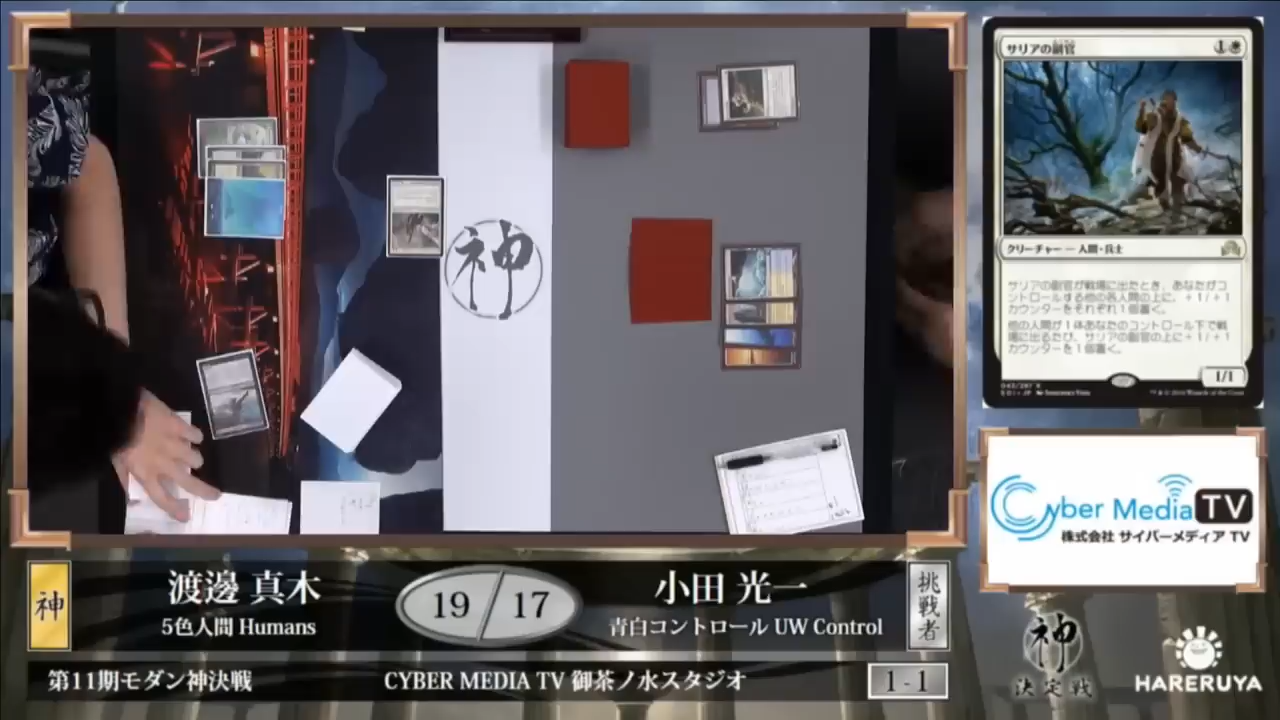 サリアの副官
クリーチャー — 人間・兵士
サリアの副官が戦場に出たとき、あなたがコ
ントロールする他の各人間の上に、+1/+1
カウンターをそれぞれ1個置く。
他の人間が1体あなたのコントロール下で戦
場に出るたび、サリアの副官の上に+1/+1
カウンターを1個置く。
1/1
神
Cyber Media TV
株式会社 サイバーメディア TV
神
渡邊 真木
5色人間 Humans
19 / 17
小田 光一
青白コントロール UW Control
挑戦者
第11期モダン神決戦
CYBER MEDIA TV 御茶ノ水スタジオ
1 - 1
神
決定戦
HARERUYA